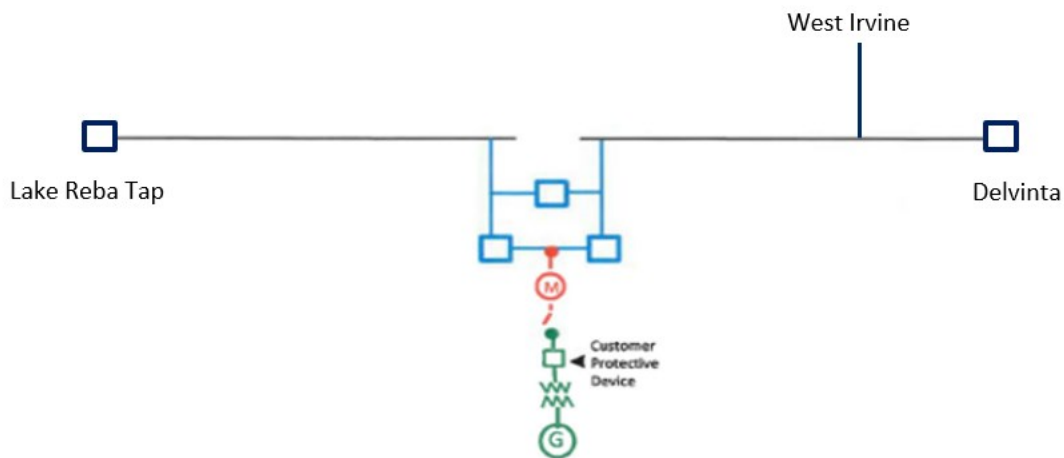 West Irvine
Lake Reba Tap
Delvinta
M
Customer
Protective
Device
G